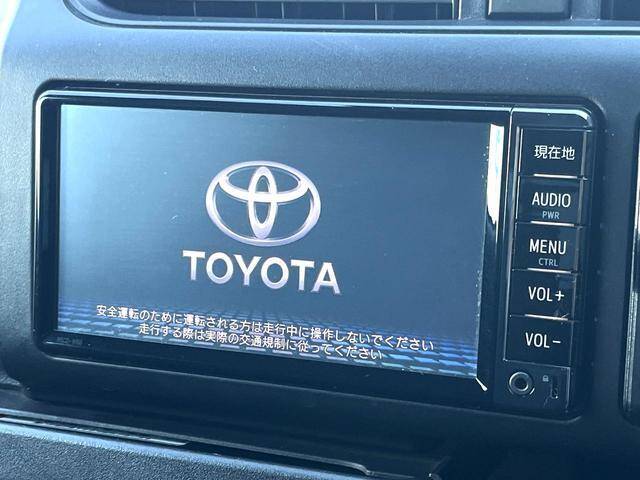 TOYOTA
安全運転のために運転される方は走行中に操作しないでください
走行する際は実際の交通規制に従ってください
現在地
AUDIO
PWR
MENU
CTRL
VOL+
VOL-